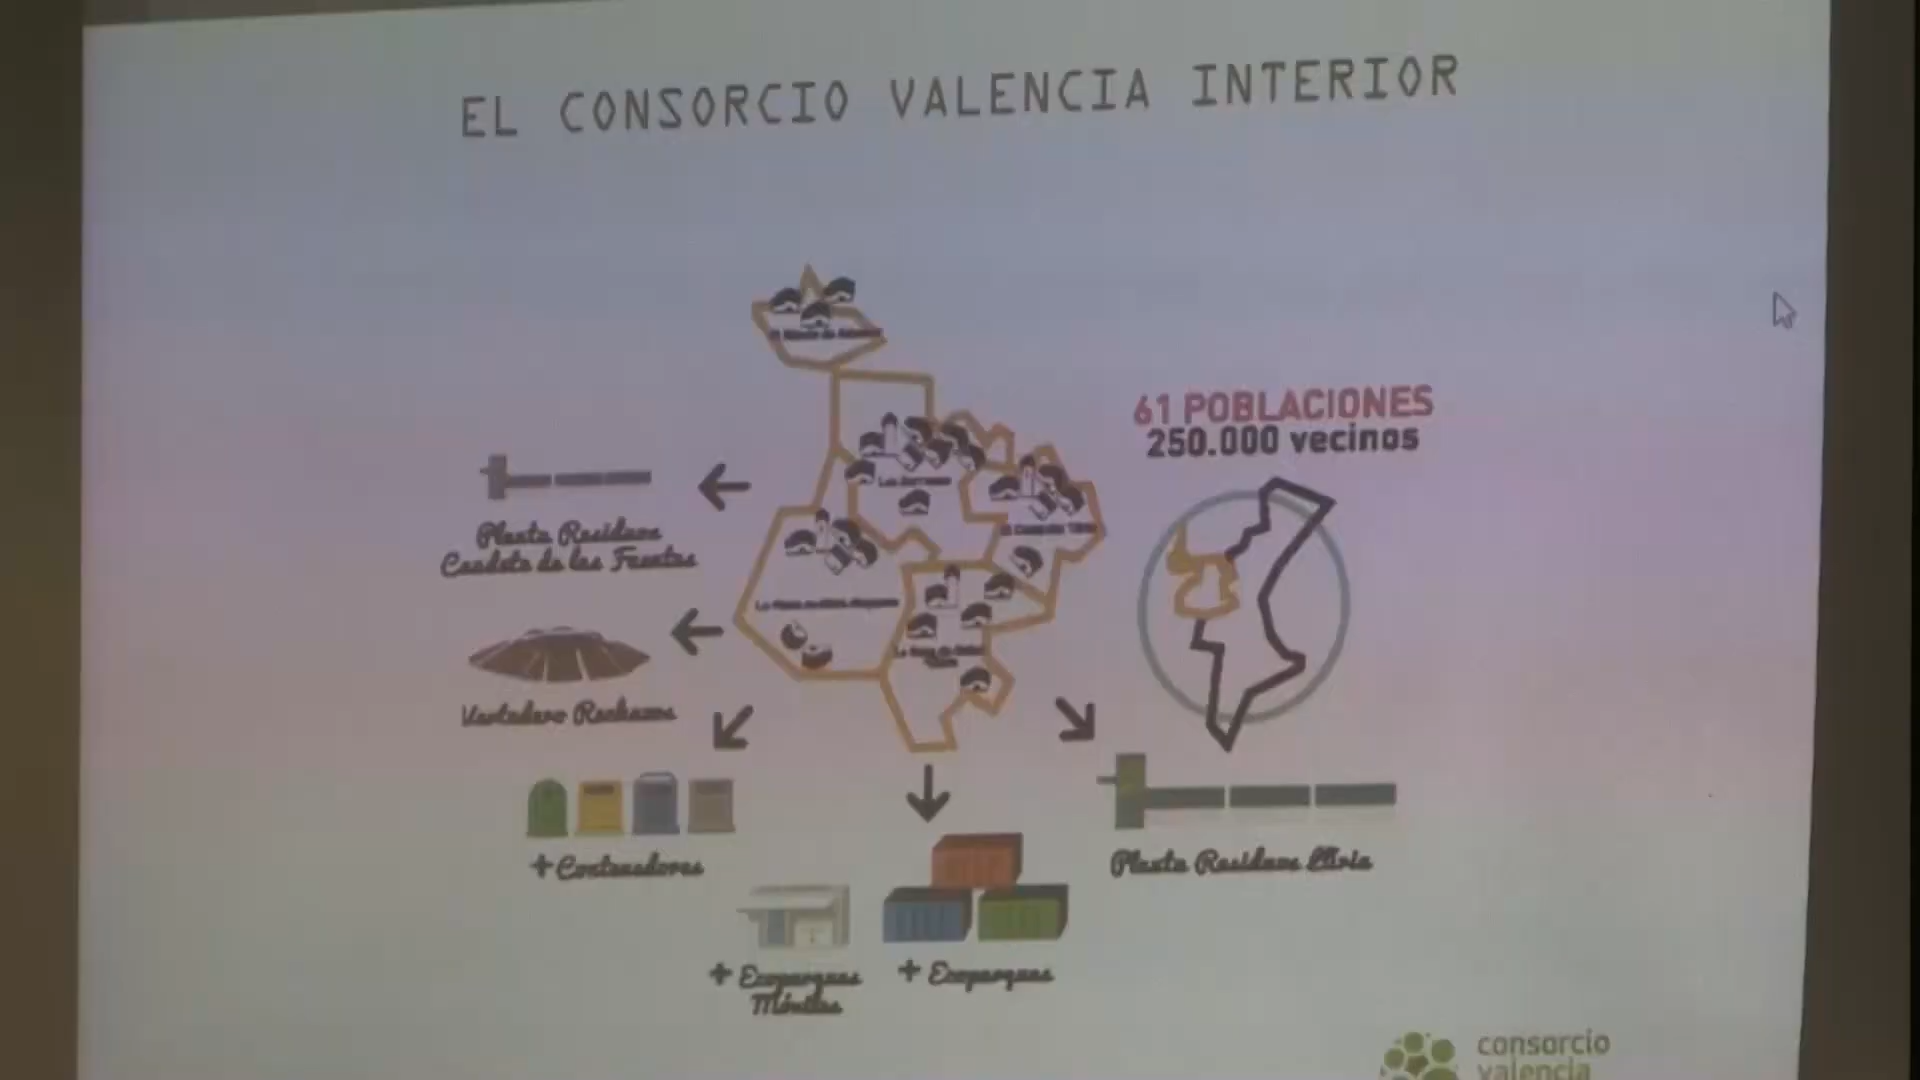 EL CONSORCIO VALENCIA INTERIOR
61 POBLACIONES
250.000 vecinos
Planta Residuos
Caudete de las Fuentes
Vertedero Rechazos
+ Contenedores
Planta Residuos Llíria
+ Ecoparques
Móviles
+ Ecoparques
consorcio
valencia